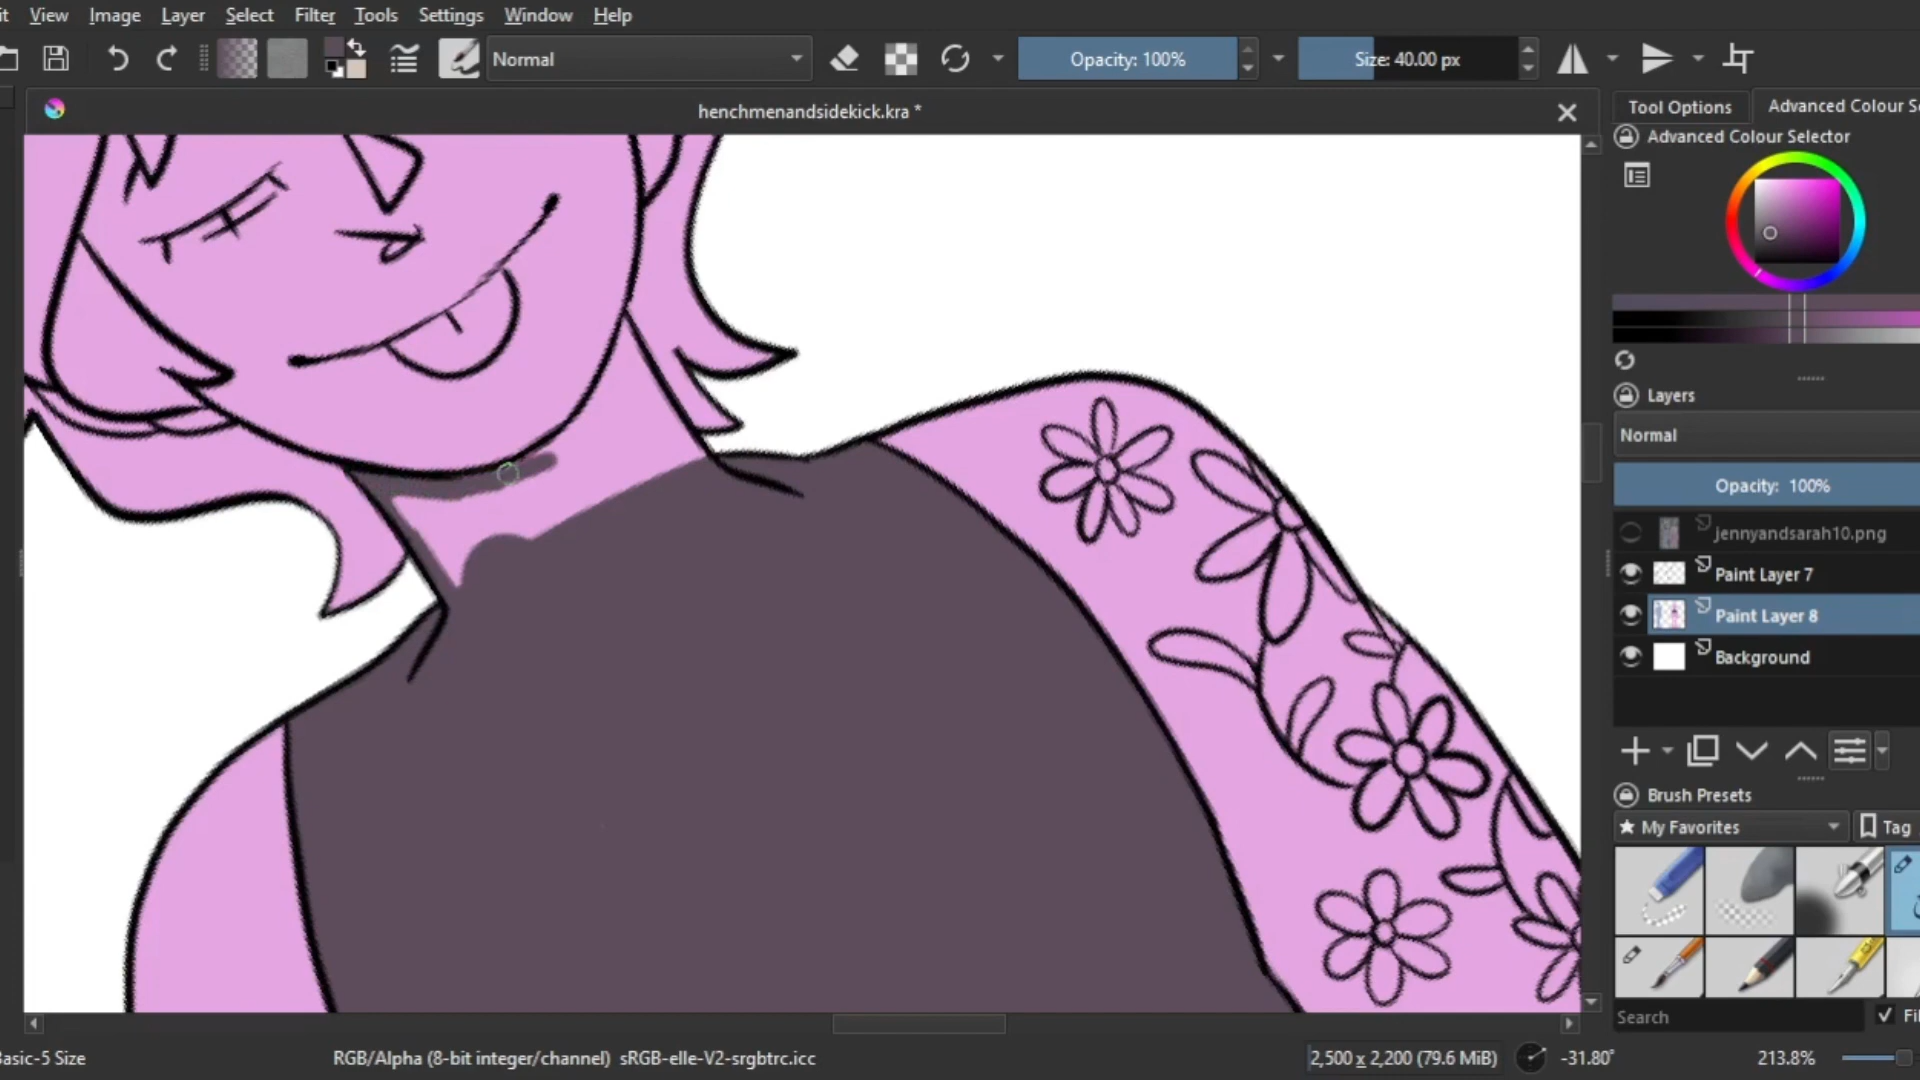 it View Image Layer Select Filter Tools Settings Window Help
Normal Opacity: 100% Size: 40.00 px
henchmenandsidekick.kra *
Tool Options Advanced Colour Se
Advanced Colour Selector
Layers
Normal
Opacity: 100%
jennyandsarah10.png
Paint Layer 7
Paint Layer 8
Background
Brush Presets
My Favorites Tag
Search Fil
Basic-5 Size RGB/Alpha (8-bit integer/channel) sRGB-elle-V2-srgbtrc.icc 2,500 x 2,200 (79.6 MiB) -31.80° 213.8%